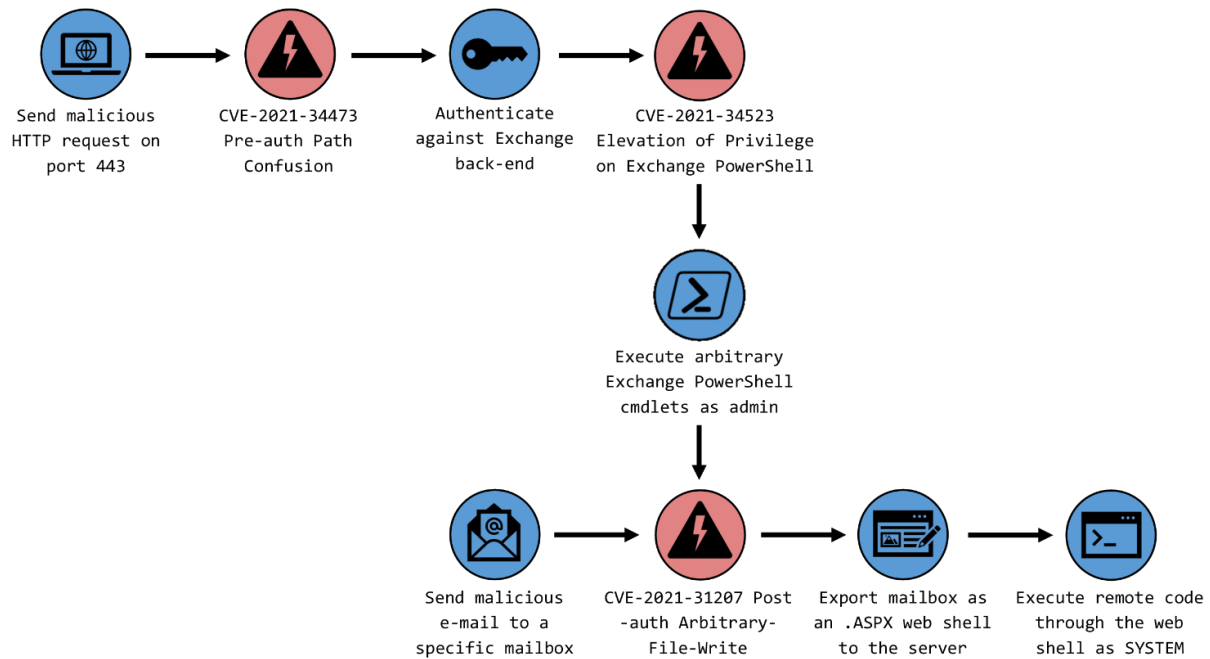 Send malicious
HTTP request on
port 443
CVE-2021-34473
Pre-auth Path
Confusion
Authenticate
against Exchange
back-end
CVE-2021-34523
Elevation of Privilege
on Exchange PowerShell
Execute arbitrary
Exchange PowerShell
cmdlets as admin
Send malicious
e-mail to a
specific mailbox
CVE-2021-31207 Post
-auth Arbitrary-
File-Write
Export mailbox as
an .ASPX web shell
to the server
Execute remote code
through the web
shell as SYSTEM